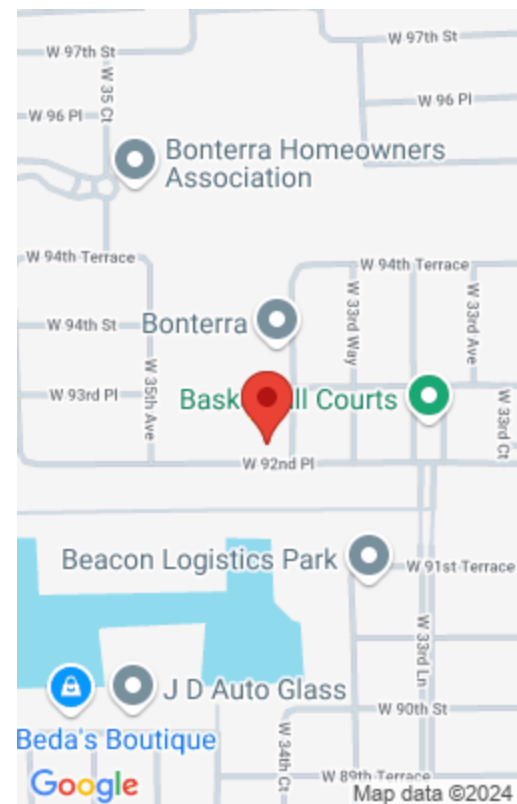 W 97th St
W 97th St
W 35 Ct
W 96 Pl
W 96 Pl
Bonterra Homeowners
Association
W 94th Terrace
W 94th Terrace
W 94th St
Bonterra
W 33rd Way
W 33rd Ave
W 93rd Pl
W 35th Ave
Courts
W 33rd Ct
W 92nd Pl
Beacon Logistics Park
W 91st Terrace
W 33rd Ln
J D Auto Glass
Beda's Boutique
W 90th St
W 34th Ct
W 89th Terrace
Google
Map data ©2024